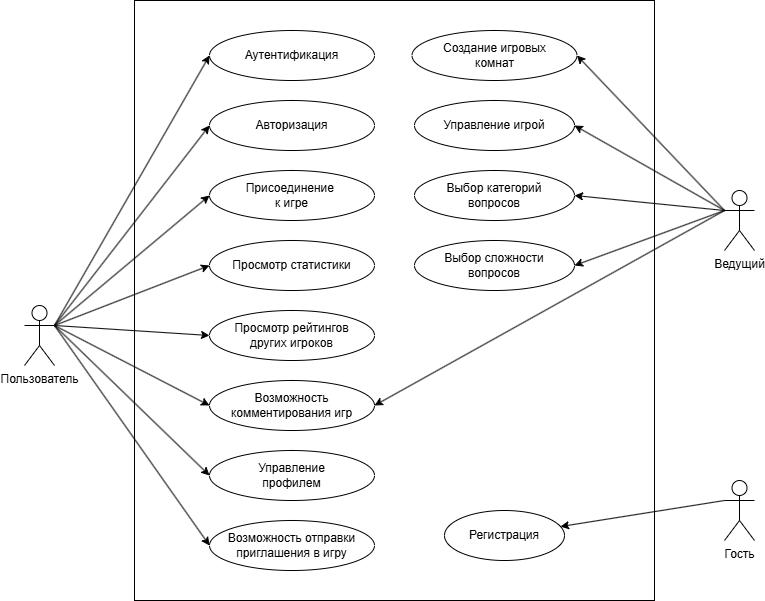 Аутентификация
Создание игровых
комнат
Авторизация
Управление игрой
Присоединение
к игре
Выбор категорий
вопросов
Ведущий
Просмотр статистики
Выбор сложности
вопросов
Просмотр рейтингов
других игроков
Пользователь
Возможность
комментирования игр
Управление
профилем
Возможность отправки
приглашения в игру
Регистрация
Гость